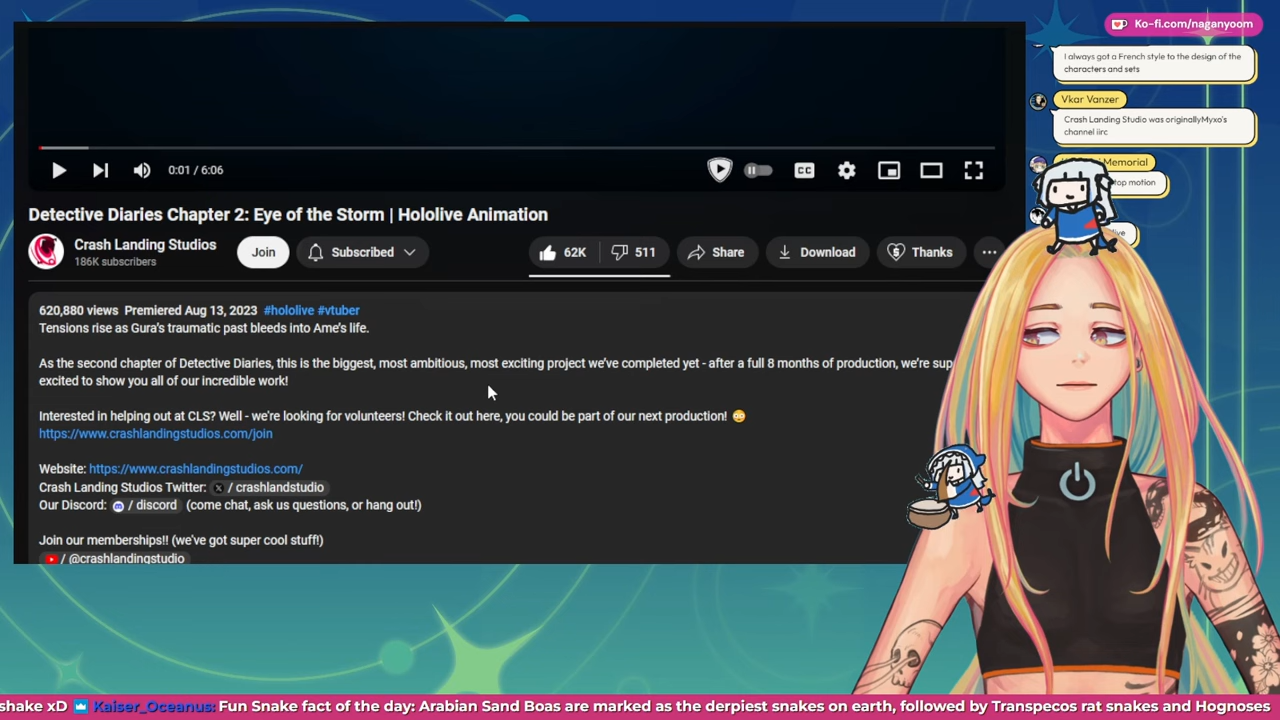 Ko-fi.com/naganyoom
I always got a French style to the design of the
characters and sets
Vkar Vanzer
Crash Landing Studio was originallyMyxo's
channel iirc
Memorial
top motion
0:01 / 6:06
CC
Detective Diaries Chapter 2: Eye of the Storm | Hololive Animation
Crash Landing Studios
186K subscribers
Join
Subscribed
62K
511
Share
Download
Thanks
620,880 views Premiered Aug 13, 2023 #hololive #vtuber
Tensions rise as Gura's traumatic past bleeds into Ame's life.
As the second chapter of Detective Diaries, this is the biggest, most ambitious, most exciting project we've completed yet - after a full 8 months of production, we're sup
excited to show you all of our incredible work!
Interested in helping out at CLS? Well - we're looking for volunteers! Check it out here, you could be part of our next production! 😳
https://www.crashlandingstudios.com/join
Website: https://www.crashlandingstudios.com/
Crash Landing Studios Twitter: / crashlandstudio
Our Discord: / discord (come chat, ask us questions, or hang out!)
Join our memberships!! (we've got super cool stuff!)
/ @crashlandingstudio
shake xD Kaiser_Oceanus: Fun Snake fact of the day: Arabian Sand Boas are marked as the derpiest snakes on earth, followed by Transpecos rat snakes and Hognoses